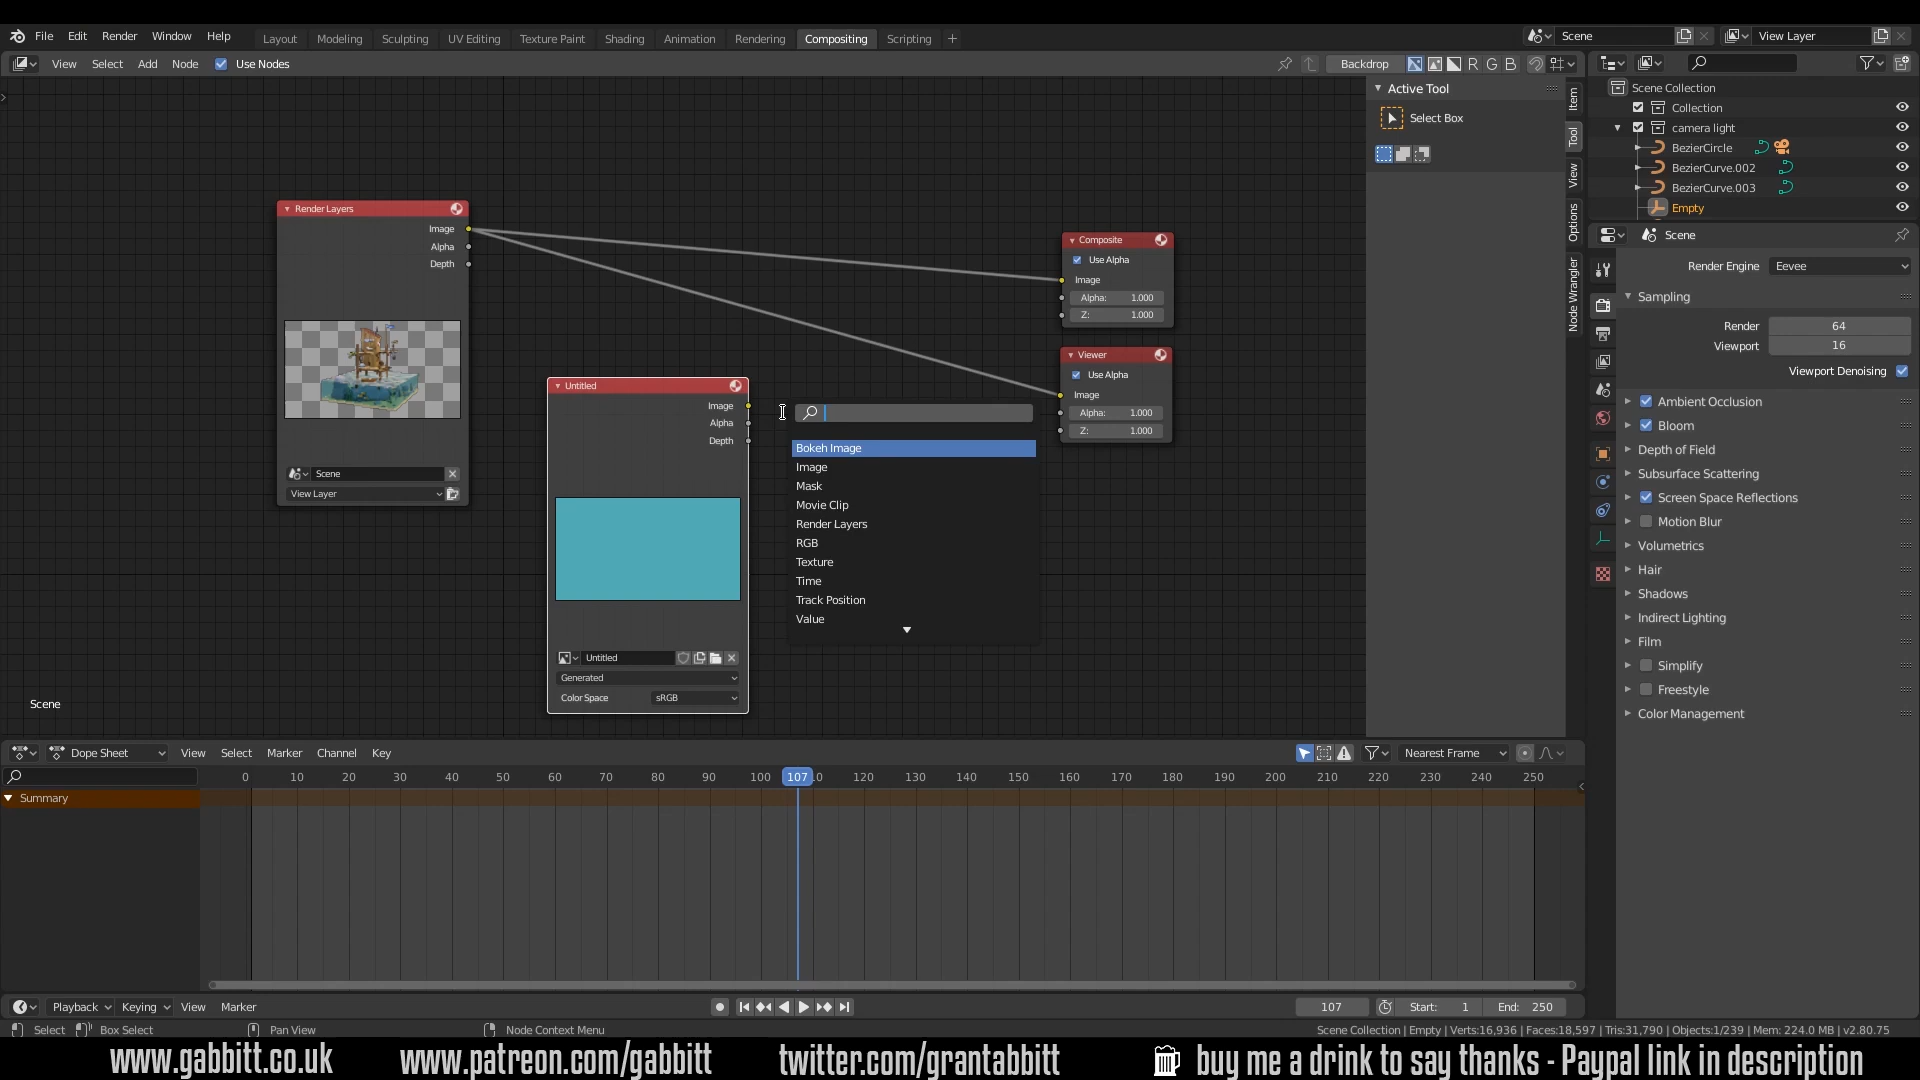 File Edit Render Window Help Layout Modeling Sculpting UV Editing Texture Paint Shading Animation Rendering Compositing Scripting + Scene View Layer
View Select Add Node Use Nodes Backdrop R G B
Active Tool
Select Box
Item
Tool
View
Options
Node Wrangler
Render Layers
Image
Alpha
Depth
Scene
View Layer
Untitled
Image
Alpha
Depth
Untitled
Generated
Color Space sRGB
Bokeh Image
Image
Mask
Movie Clip
Render Layers
RGB
Texture
Time
Track Position
Value
Composite
Use Alpha
Image
Alpha: 1.000
Z: 1.000
Viewer
Use Alpha
Image
Alpha: 1.000
Z: 1.000
Scene
Scene Collection
Collection
camera light
BezierCircle
BezierCurve.002
BezierCurve.003
Empty
Scene
Render Engine Eevee
Sampling
Render 64
Viewport 16
Viewport Denoising
Ambient Occlusion
Bloom
Depth of Field
Subsurface Scattering
Screen Space Reflections
Motion Blur
Volumetrics
Hair
Shadows
Indirect Lighting
Film
Simplify
Freestyle
Color Management
Dope Sheet View Select Marker Channel Key Nearest Frame
0 10 20 30 40 50 60 70 80 90 100 107 120 130 140 150 160 170 180 190 200 210 220 230 240 250
Summary
Playback Keying View Marker 107 Start: 1 End: 250
Select Box Select Pan View Node Context Menu Scene Collection | Empty | Verts:16,936 | Faces:18,597 | Tris:31,790 | Objects:1/239 | Mem: 224.0 MB | v2.80.75
www.gabbitt.co.uk www.patreon.com/gabbitt twitter.com/grantabbitt buy me a drink to say thanks - Paypal link in description